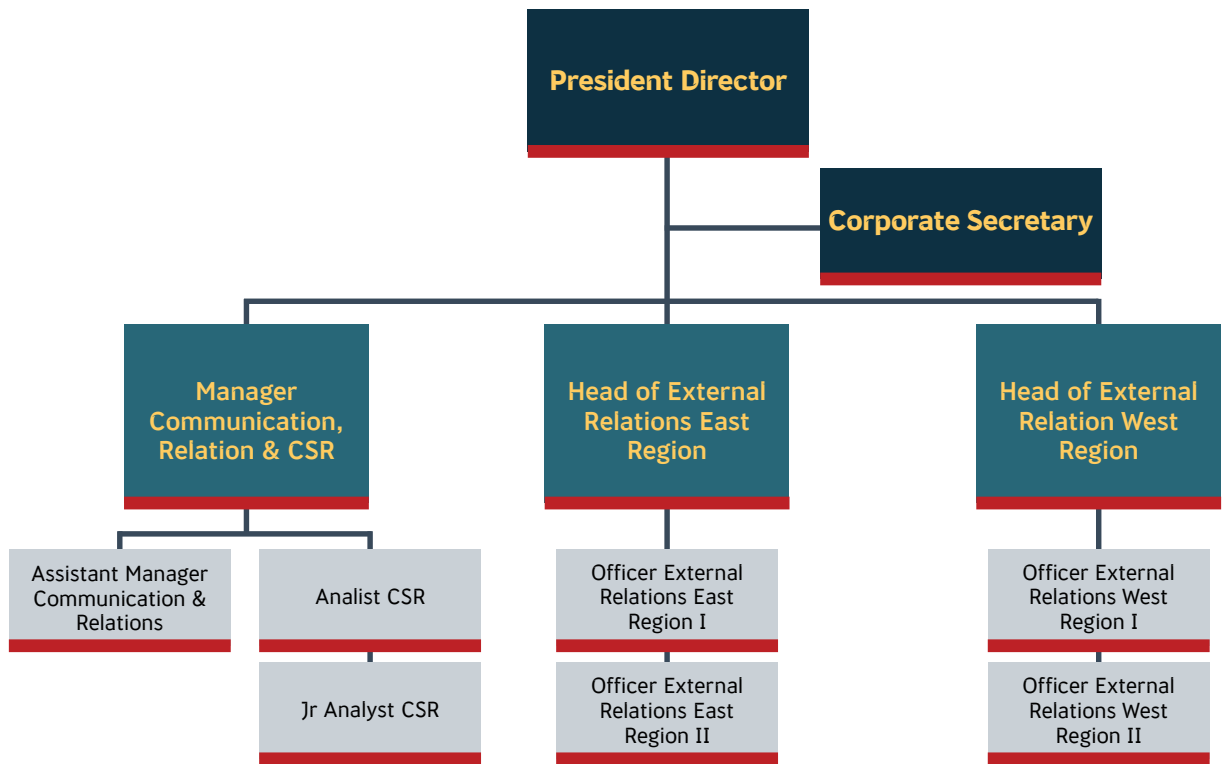 President Director
Corporate Secretary
Manager
Communication,
Relation & CSR
Head of External
Relations East
Region
Head of External
Relation West
Region
Assistant Manager
Communication &
Relations
Analist CSR
Officer External
Relations East
Region I
Officer External
Relations West
Region I
Jr Analyst CSR
Officer External
Relations East
Region II
Officer External
Relations West
Region II